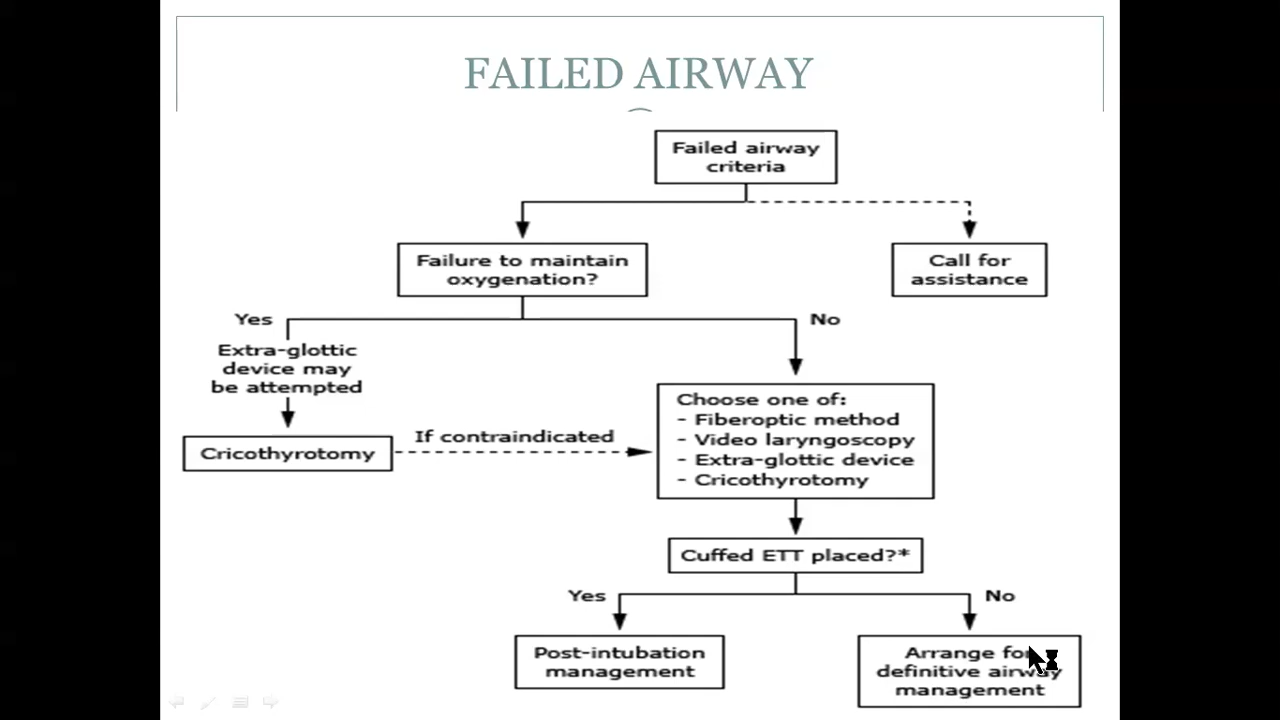 FAILED AIRWAY
Failed airway
criteria
Failure to maintain
oxygenation?
Call for
assistance
Yes
No
Extra-glottic
device may
be attempted
Cricothyrotomy
If contraindicated
Choose one of:
- Fiberoptic method
- Video laryngoscopy
- Extra-glottic device
- Cricothyrotomy
Cuffed ETT placed?*
Yes
No
Post-intubation
management
Arrange for
definitive airway
management